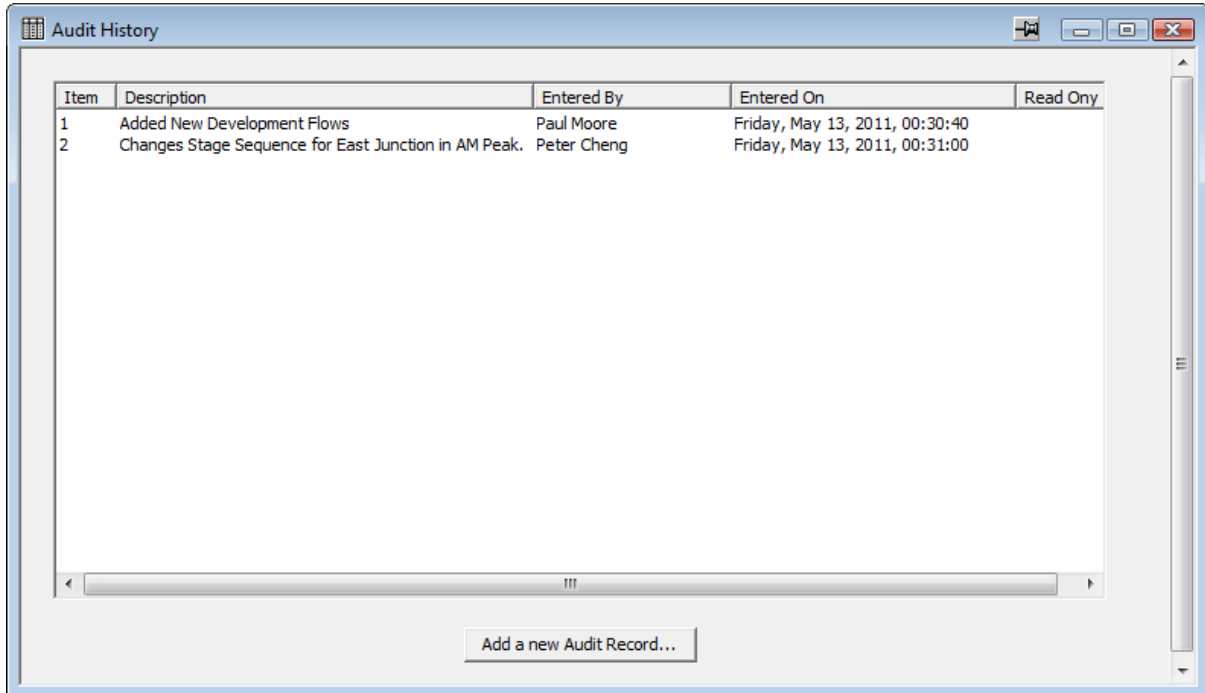 Audit History
Item Description Entered By Entered On Read Ony
1 Added New Development Flows Paul Moore Friday, May 13, 2011, 00:30:40
2 Changes Stage Sequence for East Junction in AM Peak. Peter Cheng Friday, May 13, 2011, 00:31:00
Add a new Audit Record...